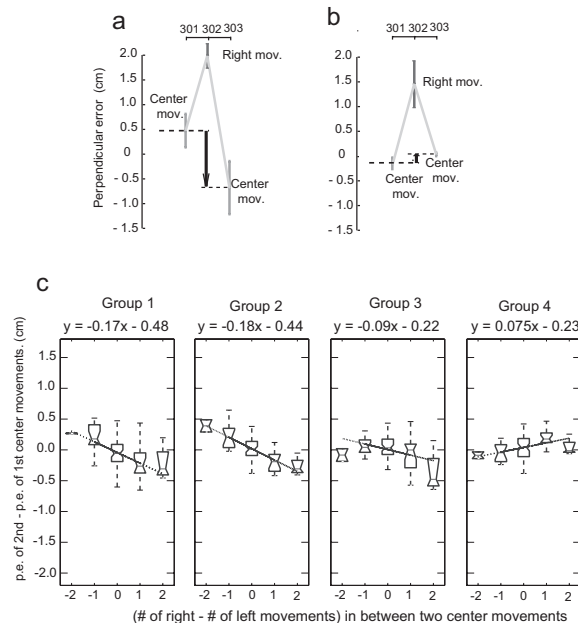 a
301 302 303
Right mov.
Center
mov.
Center
mov.
Perpendicular error (cm)
2.0
1.5
1.0
0.5
0
- 0.5
- 1.0
- 1.5
b
301 302 303
Right mov.
Center
mov.
Center
mov.
2.0
1.5
1.0
0.5
0
- 0.5
- 1.0
- 1.5
c
Group 1
y = -0.17x - 0.48
Group 2
y = -0.18x - 0.44
Group 3
y = -0.09x - 0.22
Group 4
y = 0.075x - 0.23
p.e. of 2nd - p.e. of 1st center movements. (cm)
1.5
1.0
0.5
0.0
-0.5
-1.0
-1.5
-2.0
-2 -1 0 1 2
-2 -1 0 1 2
-2 -1 0 1 2
-2 -1 0 1 2
(# of right - # of left movements) in between two center movements